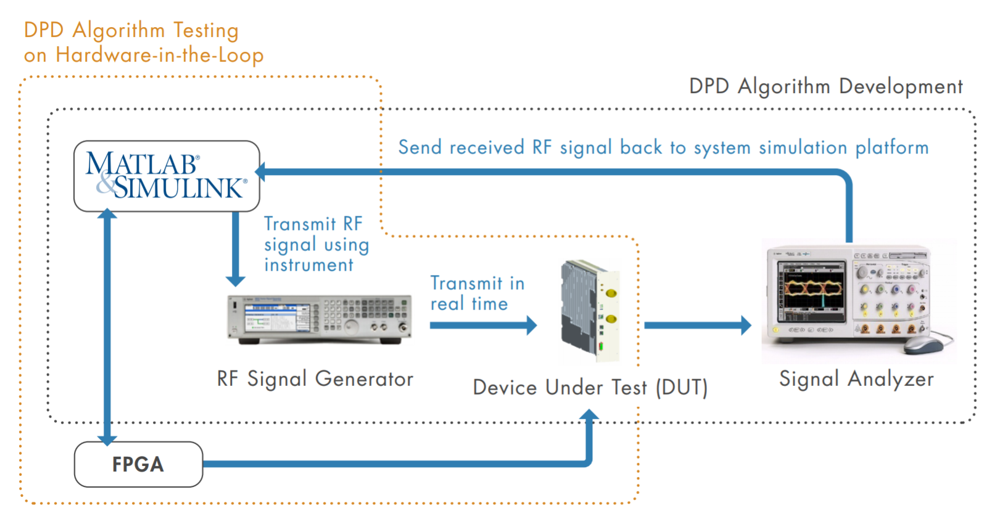 DPD Algorithm Testing
on Hardware-in-the-Loop
DPD Algorithm Development
MATLAB®
&SIMULINK®
Send received RF signal back to system simulation platform
Transmit RF
signal using
instrument
Transmit in
real time
RF Signal Generator
Device Under Test (DUT)
Signal Analyzer
FPGA